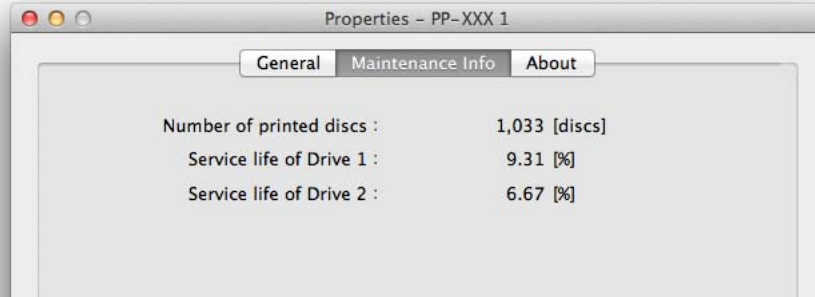 Properties – PP-XXX 1
General Maintenance Info About
Number of printed discs : 1,033 [discs]
Service life of Drive 1 : 9.31 [%]
Service life of Drive 2 : 6.67 [%]